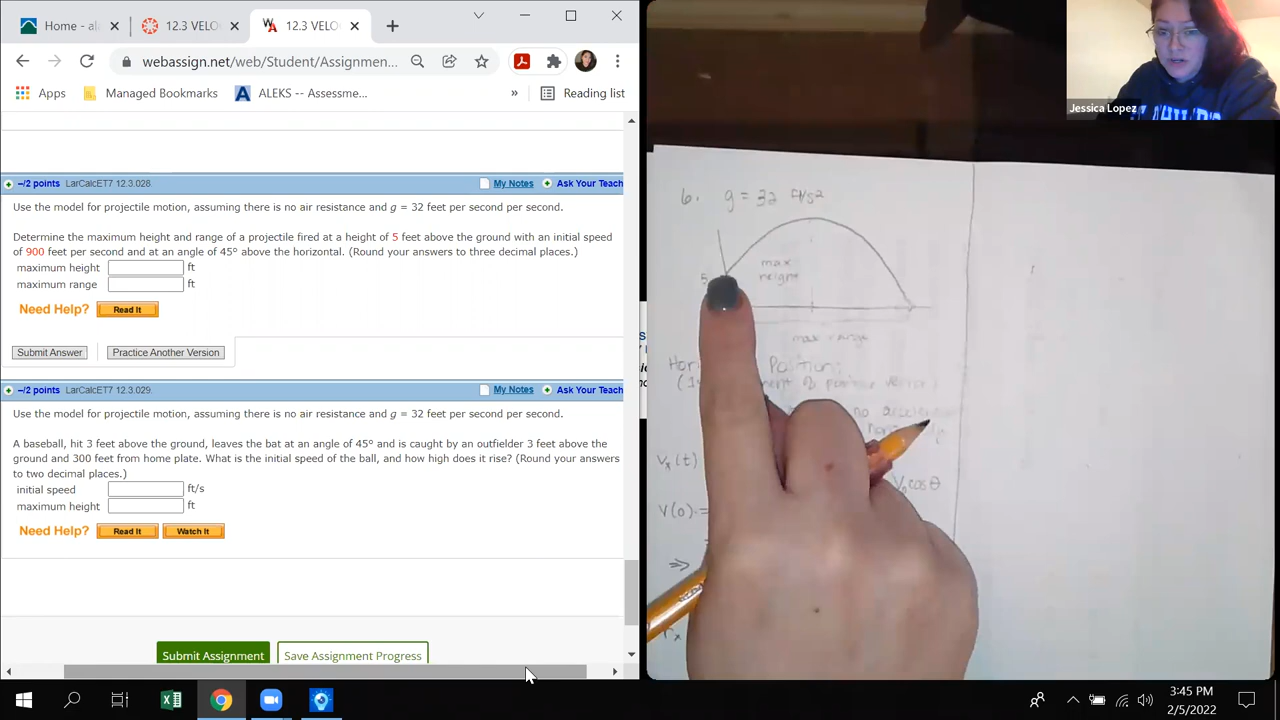 Home - al
12.3 VELO
12.3 VELO
webassign.net/web/Student/Assignmen...
Apps
Managed Bookmarks
ALEKS -- Assessme...
»
Reading list
–/2 points LarCalcET7 12.3.028.
My Notes
Ask Your Teach
Use the model for projectile motion, assuming there is no air resistance and g = 32 feet per second per second.
Determine the maximum height and range of a projectile fired at a height of 5 feet above the ground with an initial speed
of 900 feet per second and at an angle of 45° above the horizontal. (Round your answers to three decimal places.)
maximum height ft
maximum range ft
Need Help? Read It
Submit Answer Practice Another Version
–/2 points LarCalcET7 12.3.029.
My Notes
Ask Your Teach
Use the model for projectile motion, assuming there is no air resistance and g = 32 feet per second per second.
A baseball, hit 3 feet above the ground, leaves the bat at an angle of 45° and is caught by an outfielder 3 feet above the
ground and 300 feet from home plate. What is the initial speed of the ball, and how high does it rise? (Round your answers
to two decimal places.)
initial speed ft/s
maximum height ft
Need Help? Read It Watch It
Submit Assignment Save Assignment Progress
Jessica Lopez
6. g = 32 ft/s²
max
height
5
max range
Hori Positions
of position vector)
no
Vx(t)
V₀cosθ
V(0) =
⇒
rx
3:45 PM
2/5/2022